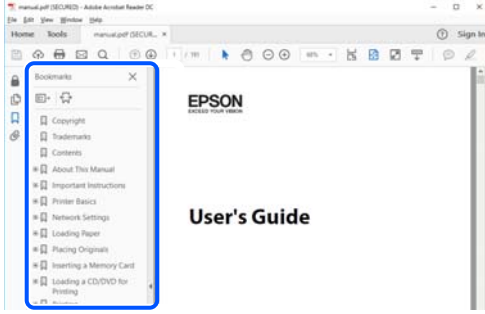 manual.pdf (SECURED) - Adobe Acrobat Reader DC
File Edit View Window Help
Home Tools manual.pdf (SECUR... ×
Sign In
Bookmarks
EPSON
EXCEED YOUR VISION
Copyright
Trademarks
Contents
About This Manual
Important Instructions
Printer Basics
Network Settings
User's Guide
Loading Paper
Placing Originals
Inserting a Memory Card
Loading a CD/DVD for
Printing